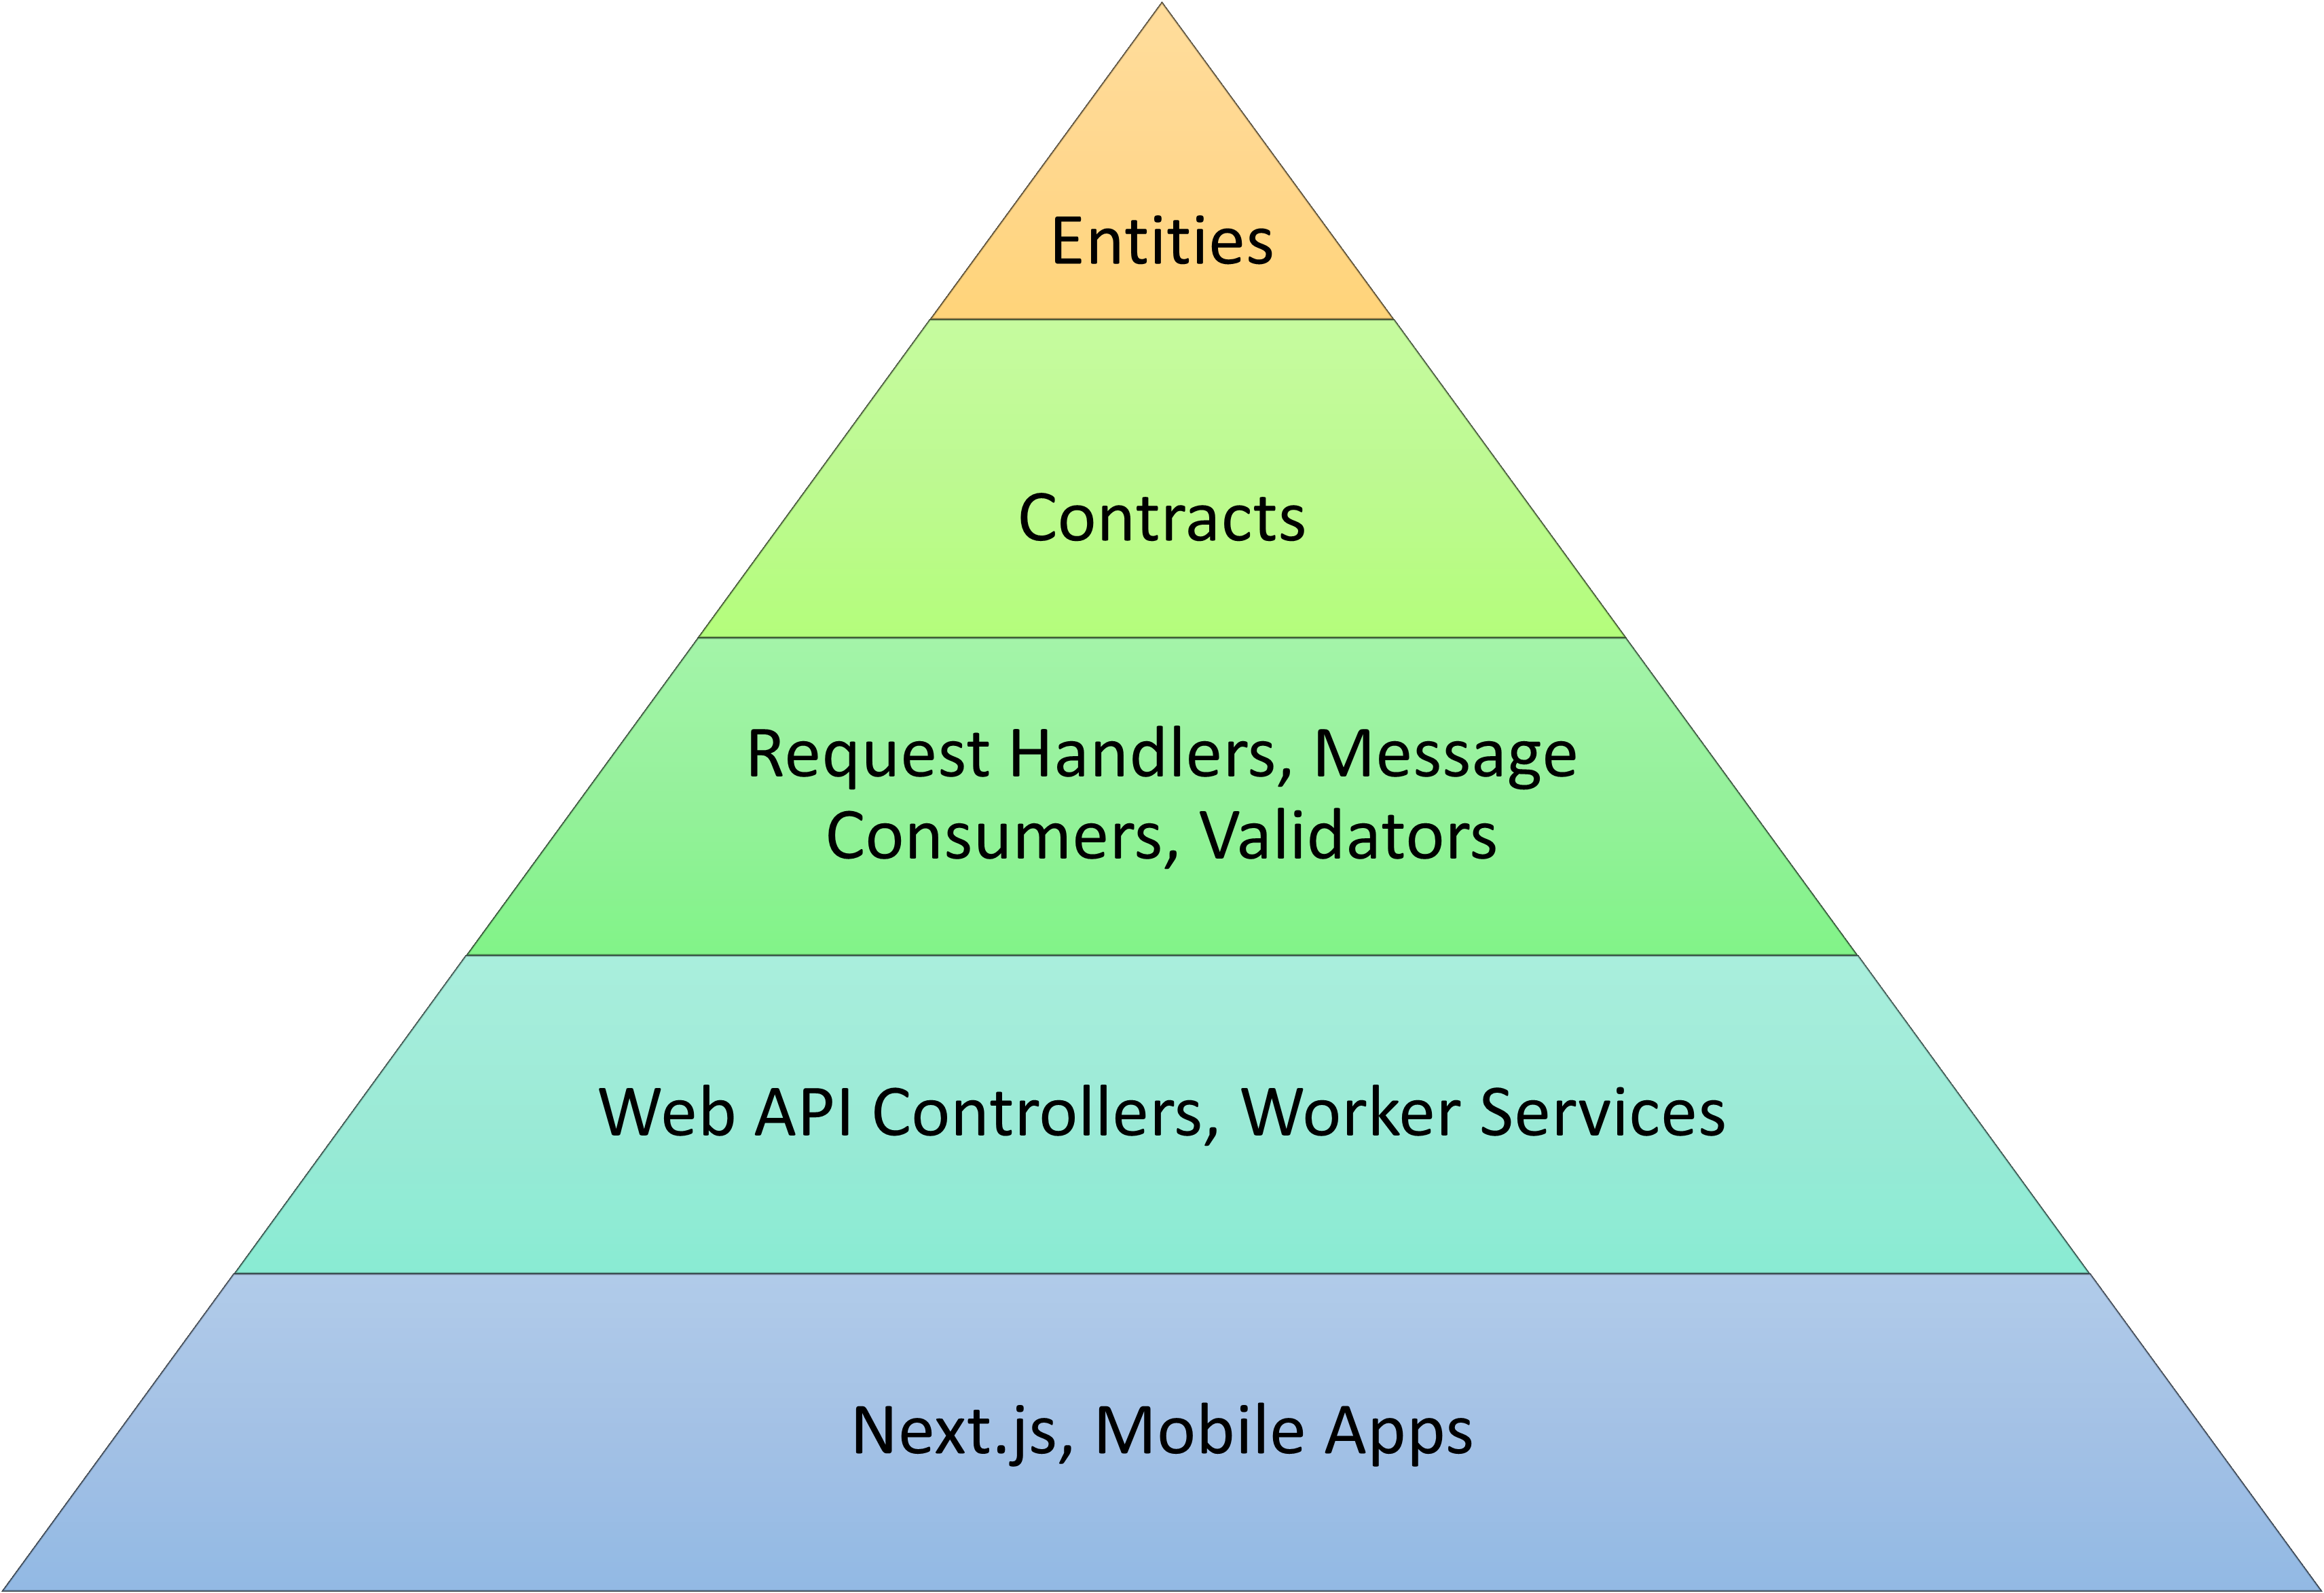 Entities
Contracts
Request Handlers, Message
Consumers, Validators
Web API Controllers, Worker Services
Next.js, Mobile Apps